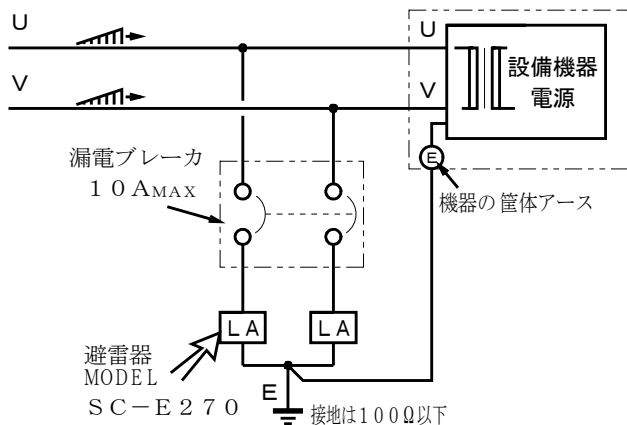 U
U
V
V
設備機器
電源
E
機器の筐体アース
漏電ブレーカ
１０AMAX
LA
LA
避雷器
MODEL
ＳＣ－Ｅ２７０
E
接地は１００Ω以下